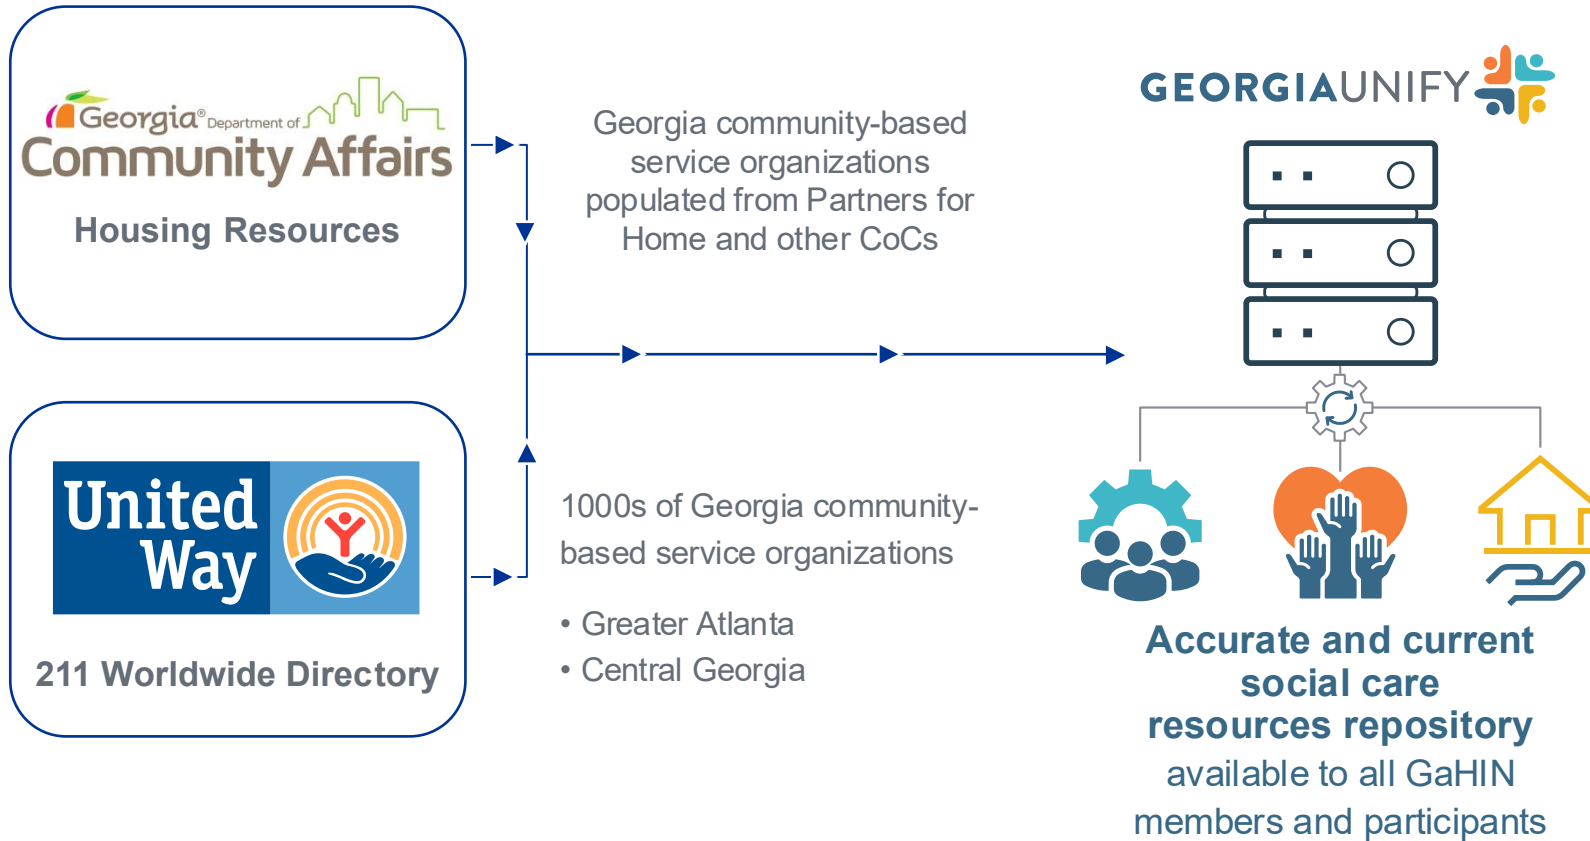 Georgia® Department of
Community Affairs
Housing Resources
Georgia community-based
service organizations
populated from Partners for
Home and other CoCs
United
Way
211 Worldwide Directory
1000s of Georgia community-
based service organizations
• Greater Atlanta
• Central Georgia
GEORGIAUNIFY
Accurate and current
social care
resources repository
available to all GaHIN
members and participants